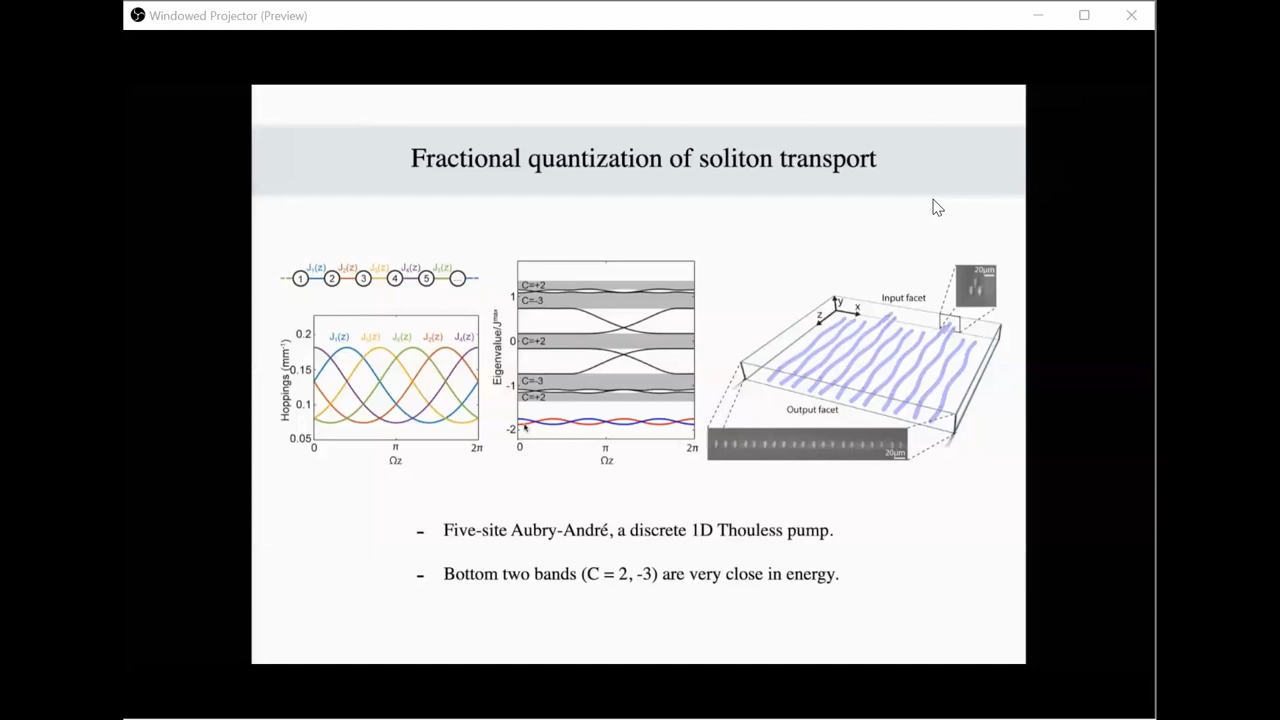 Windowed Projector (Preview)
Fractional quantization of soliton transport
J₁(z) J₂(z) J₃(z) J₄(z) J₅(z)
1 2 3 4 5 ...
Hoppings (mm⁻¹)
0.2
0.15
0.1
0.05
J₁(z) J₃(z) J₅(z) J₂(z) J₄(z)
0 π 2π
Ωz
Eigenvalue/Jᵐᵃˣ
1
0
-1
-2
C=+2
C=-3
C=+2
C=-3
C=+2
0 π 2π
Ωz
20μm
Input facet
y
x
z
Output facet
20μm
- Five-site Aubry-André, a discrete 1D Thouless pump.
- Bottom two bands (C = 2, -3) are very close in energy.